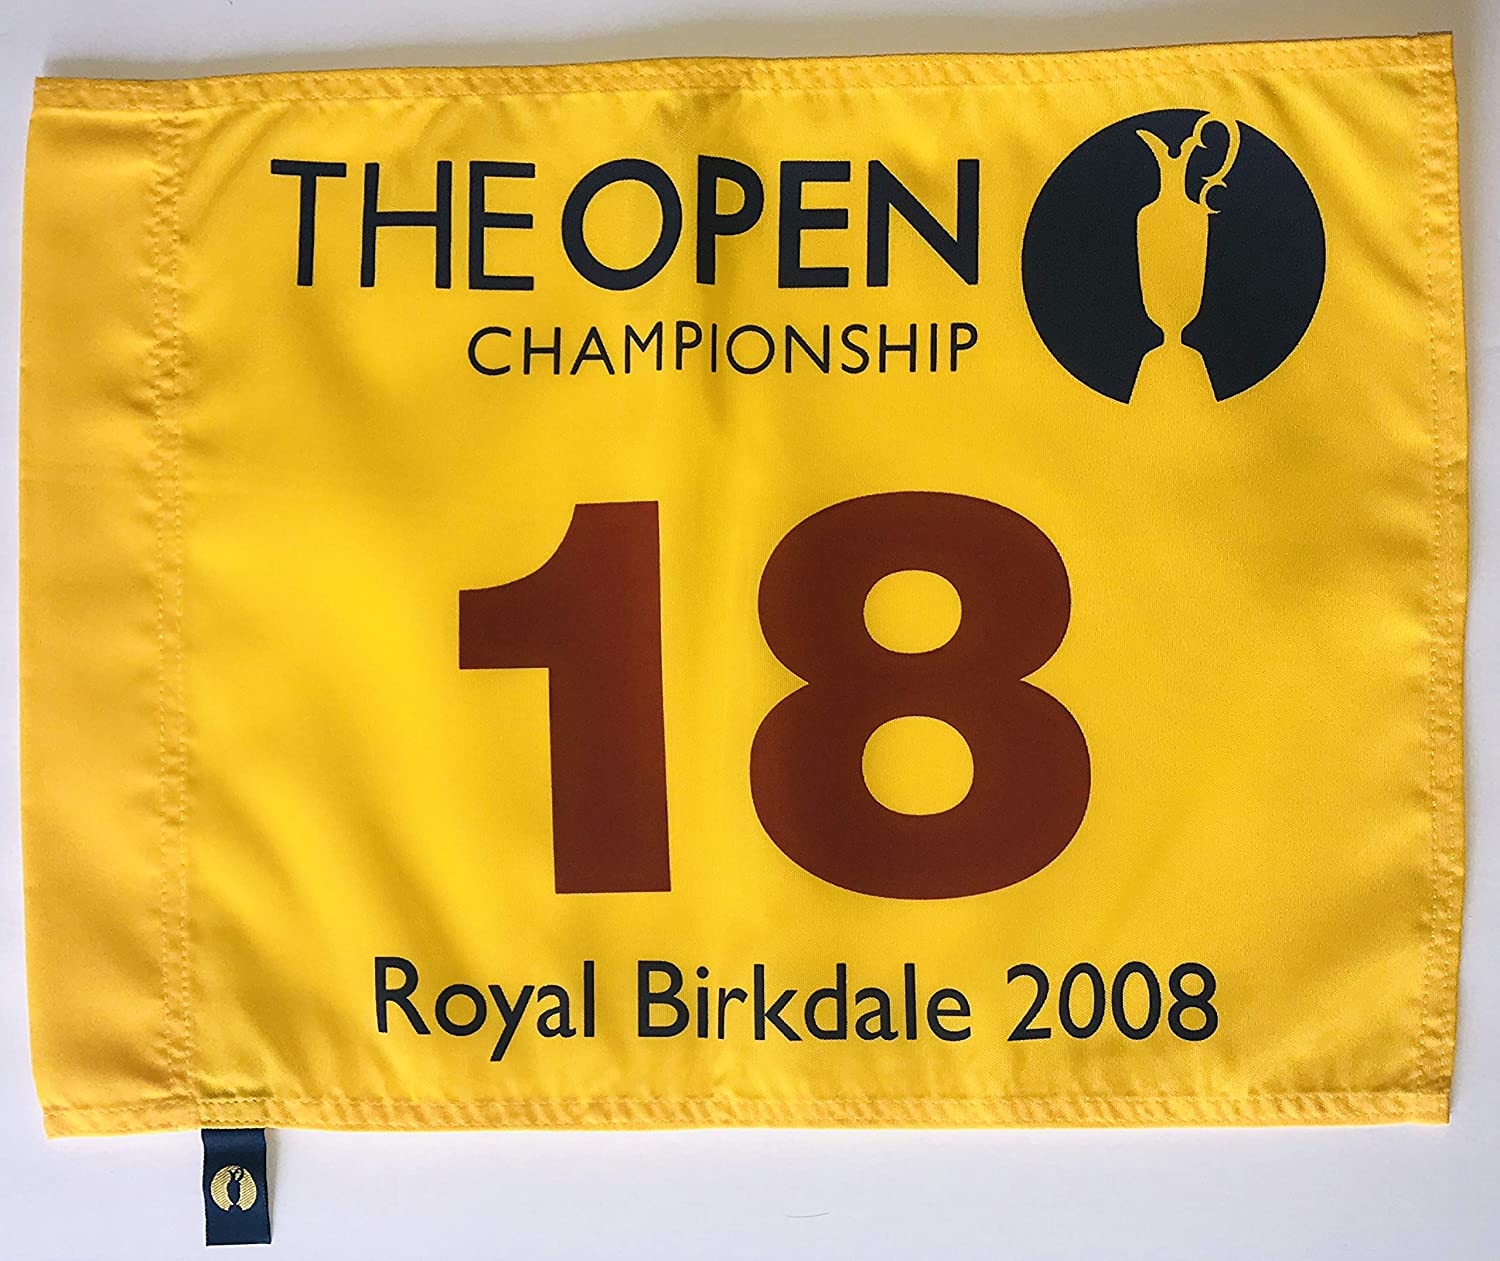 THE OPEN
CHAMPIONSHIP
18
Royal Birkdale 2008